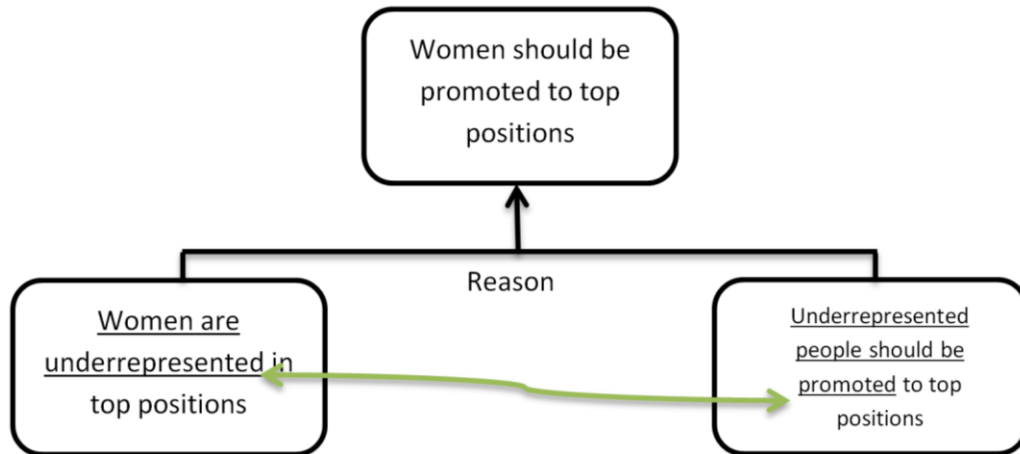 Women should be
promoted to top
positions
Reason
Women are
underrepresented in
top positions
Underrepresented
people should be
promoted to top
positions